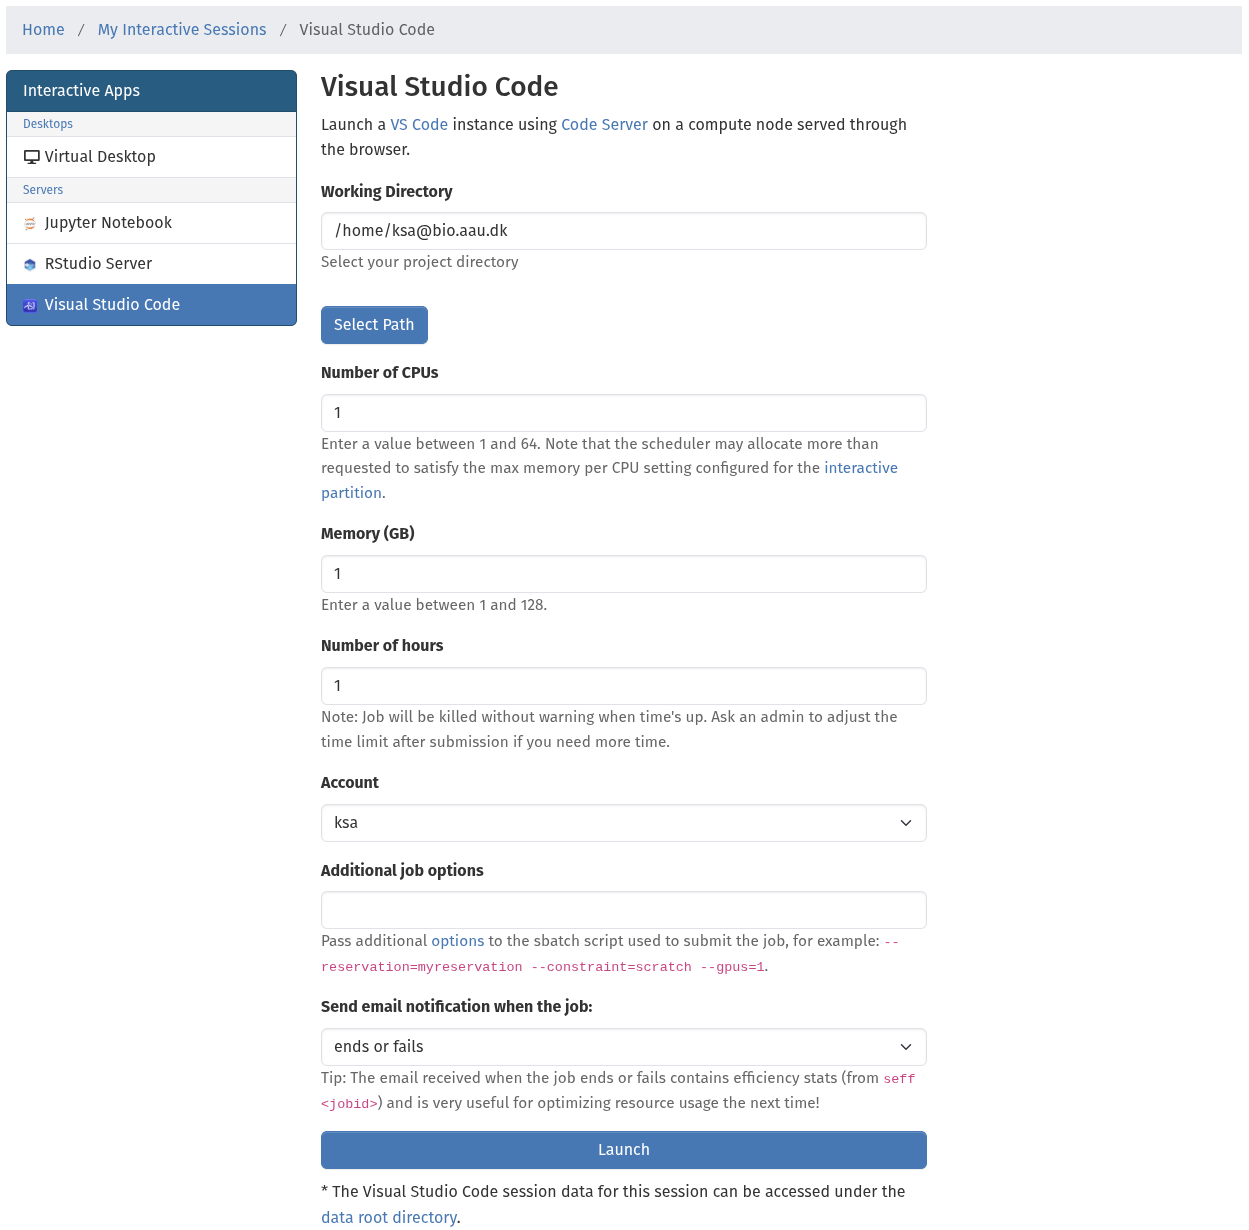 Home / My Interactive Sessions / Visual Studio Code
Interactive Apps
Desktops
Virtual Desktop
Servers
Jupyter Notebook
RStudio Server
Visual Studio Code
Visual Studio Code
Launch a VS Code instance using Code Server on a compute node served through
the browser.
Working Directory
/home/ksa@bio.aau.dk
Select your project directory
Select Path
Number of CPUs
1
Enter a value between 1 and 64. Note that the scheduler may allocate more than
requested to satisfy the max memory per CPU setting configured for the interactive
partition.
Memory (GB)
1
Enter a value between 1 and 128.
Number of hours
1
Note: Job will be killed without warning when time's up. Ask an admin to adjust the
time limit after submission if you need more time.
Account
ksa
Additional job options
Pass additional options to the sbatch script used to submit the job, for example: --
reservation=myreservation --constraint=scratch --gpus=1.
Send email notification when the job:
ends or fails
Tip: The email received when the job ends or fails contains efficiency stats (from seff
<jobid>) and is very useful for optimizing resource usage the next time!
Launch
* The Visual Studio Code session data for this session can be accessed under the
data root directory.